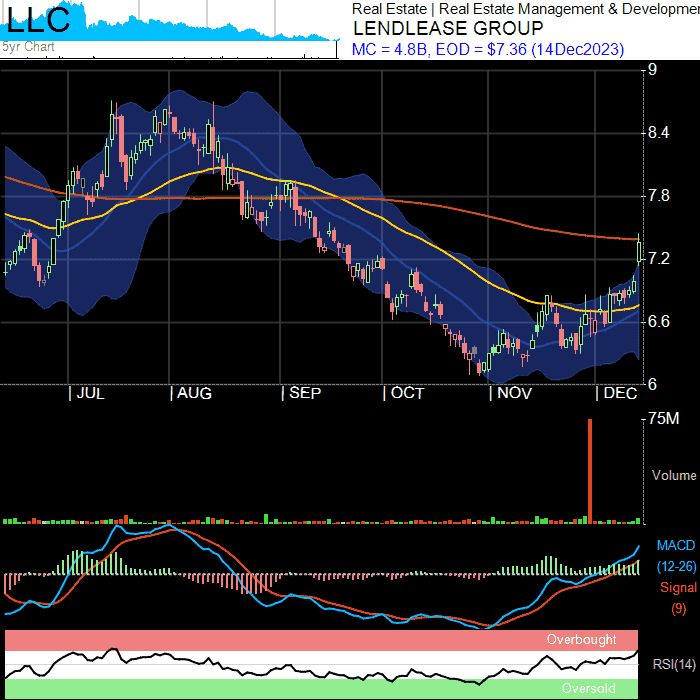 LLC
5yr Chart
Real Estate | Real Estate Management & Developmen
LENDLEASE GROUP
MC = 4.8B, EOD = $7.36 (14Dec2023)
9
8.4
7.8
7.2
6.6
6
JUL AUG SEP OCT NOV DEC
75M
Volume
MACD
(12-26)
Signal
(9)
Overbought
RSI(14)
Oversold